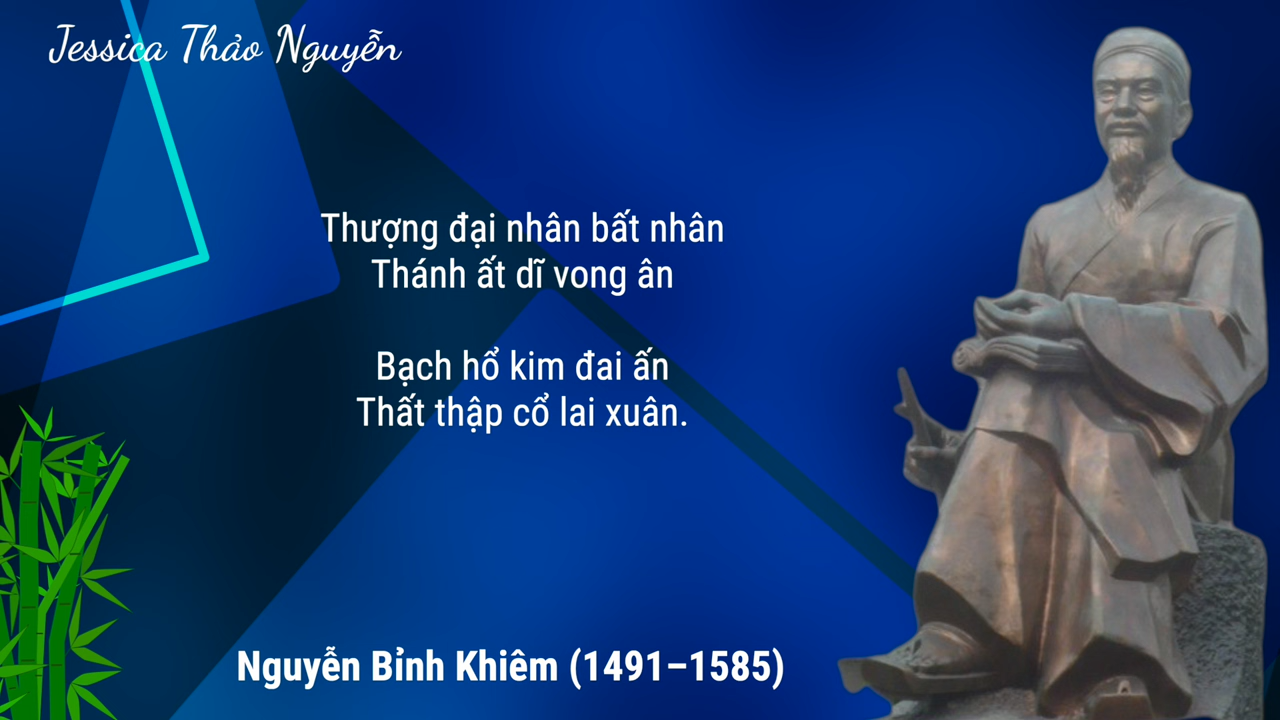 Jessica Thảo Nguyễn
Thượng đại nhân bất nhân
Thánh ất dĩ vong ân
Bạch hổ kim đai ấn
Thất thập cổ lai xuân.
Nguyễn Bỉnh Khiêm (1491–1585)